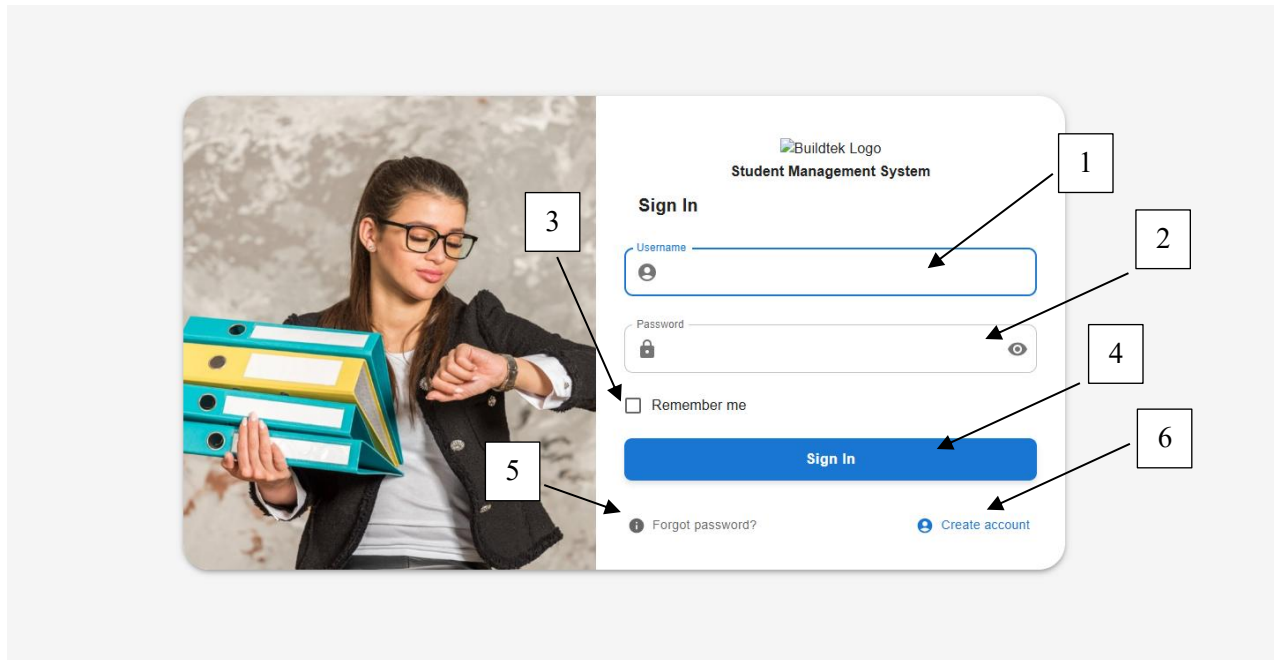 Buildtek Logo
Student Management System
1
Sign In
3
2
Username
Password
4
Remember me
6
Sign In
5
Forgot password?
Create account